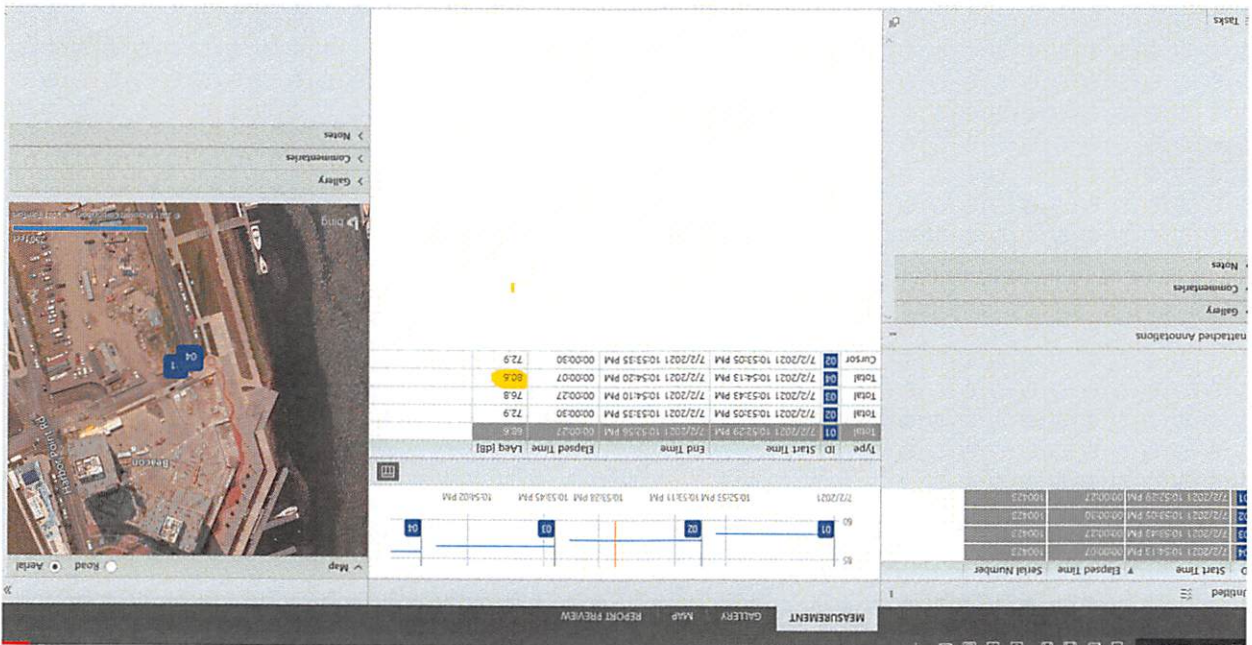 MEASUREMENT GALLERY MAP REPORT PREVIEW
Start Time Elapsed Time Serial Number
04 7/2/2021 10:54:13 PM 00:00:07 100423
03 7/2/2021 10:53:43 PM 00:00:27 100423
02 7/2/2021 10:53:05 PM 00:00:30 100423
01 7/2/2021 10:52:29 PM 00:00:27 100423
Gallery
Commentaries
Notes
Tasks
85
60
01 02 03 04
7/2/2021 10:52:53 PM 10:53:11 PM 10:53:28 PM 10:53:45 PM 10:54:02 PM
Type ID Start Time End Time Elapsed Time LAeq [dB]
Total 01 7/2/2021 10:52:29 PM 7/2/2021 10:52:56 PM 00:00:27 68.6
Total 02 7/2/2021 10:53:05 PM 7/2/2021 10:53:35 PM 00:00:30 72.9
Total 03 7/2/2021 10:53:43 PM 7/2/2021 10:54:10 PM 00:00:27 76.8
Total 04 7/2/2021 10:54:13 PM 7/2/2021 10:54:20 PM 00:00:07 80.6
Cursor 02 7/2/2021 10:53:05 PM 7/2/2021 10:53:35 PM 00:00:30 72.9
Map
Road Aerial
Beacon
Harbor Point Rd
04
1
bing
Gallery
Commentaries
Notes